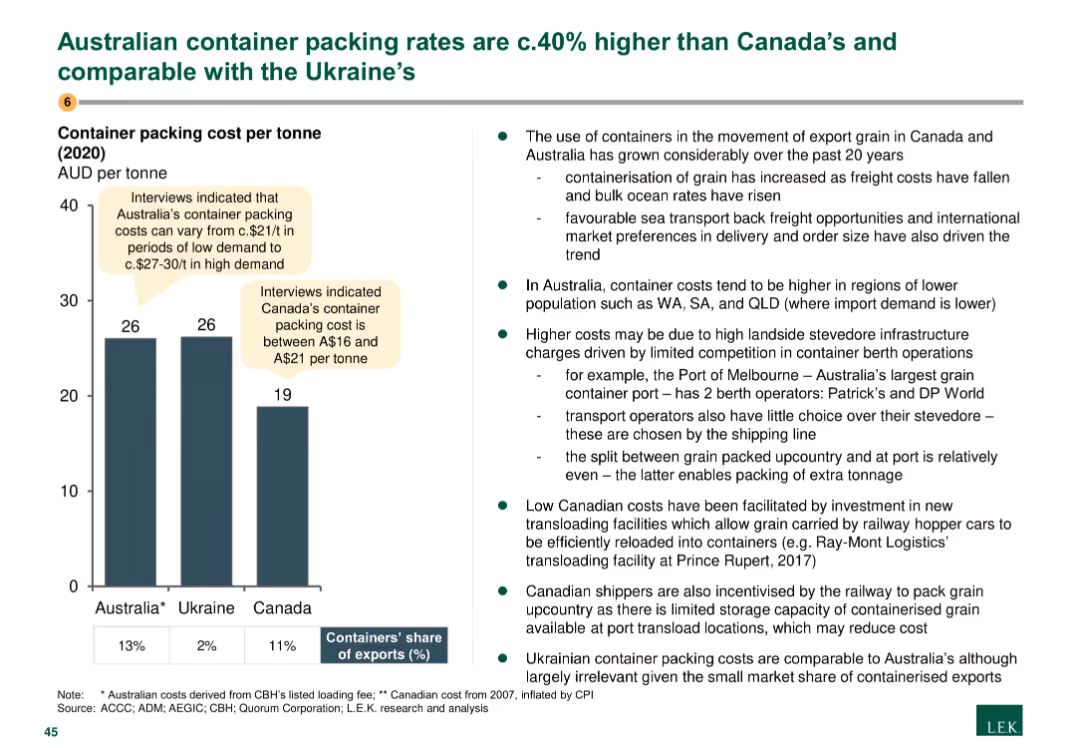 Australian container packing rates are c.40% higher than Canada's and
comparable with the Ukraine's
6
Container packing cost per tonne
(2020)
AUD per tonne
Interviews indicated that
Australia's container packing
costs can vary from c.$21/t in
periods of low demand to
c.$27-30/t in high demand
Interviews indicated
Canada's container
packing cost is
between A$16 and
A$21 per tonne
40
30
20
10
0
26
26
19
Australia* Ukraine Canada
13% 2% 11% Containers' share
of exports (%)
● The use of containers in the movement of export grain in Canada and
Australia has grown considerably over the past 20 years
- containerisation of grain has increased as freight costs have fallen
and bulk ocean rates have risen
- favourable sea transport back freight opportunities and international
market preferences in delivery and order size have also driven the
trend
● In Australia, container costs tend to be higher in regions of lower
population such as WA, SA, and QLD (where import demand is lower)
● Higher costs may be due to high landside stevedore infrastructure
charges driven by limited competition in container berth operations
- for example, the Port of Melbourne – Australia's largest grain
container port – has 2 berth operators: Patrick's and DP World
- transport operators also have little choice over their stevedore –
these are chosen by the shipping line
- the split between grain packed upcountry and at port is relatively
even – the latter enables packing of extra tonnage
● Low Canadian costs have been facilitated by investment in new
transloading facilities which allow grain carried by railway hopper cars to
be efficiently reloaded into containers (e.g. Ray-Mont Logistics'
transloading facility at Prince Rupert, 2017)
● Canadian shippers are also incentivised by the railway to pack grain
upcountry as there is limited storage capacity of containerised grain
available at port transload locations, which may reduce cost
● Ukrainian container packing costs are comparable to Australia's although
largely irrelevant given the small market share of containerised exports
Note: * Australian costs derived from CBH's listed loading fee; ** Canadian cost from 2007, inflated by CPI
Source: ACCC; ADM; AEGIC; CBH; Quorum Corporation; L.E.K. research and analysis
45
L.E.K.